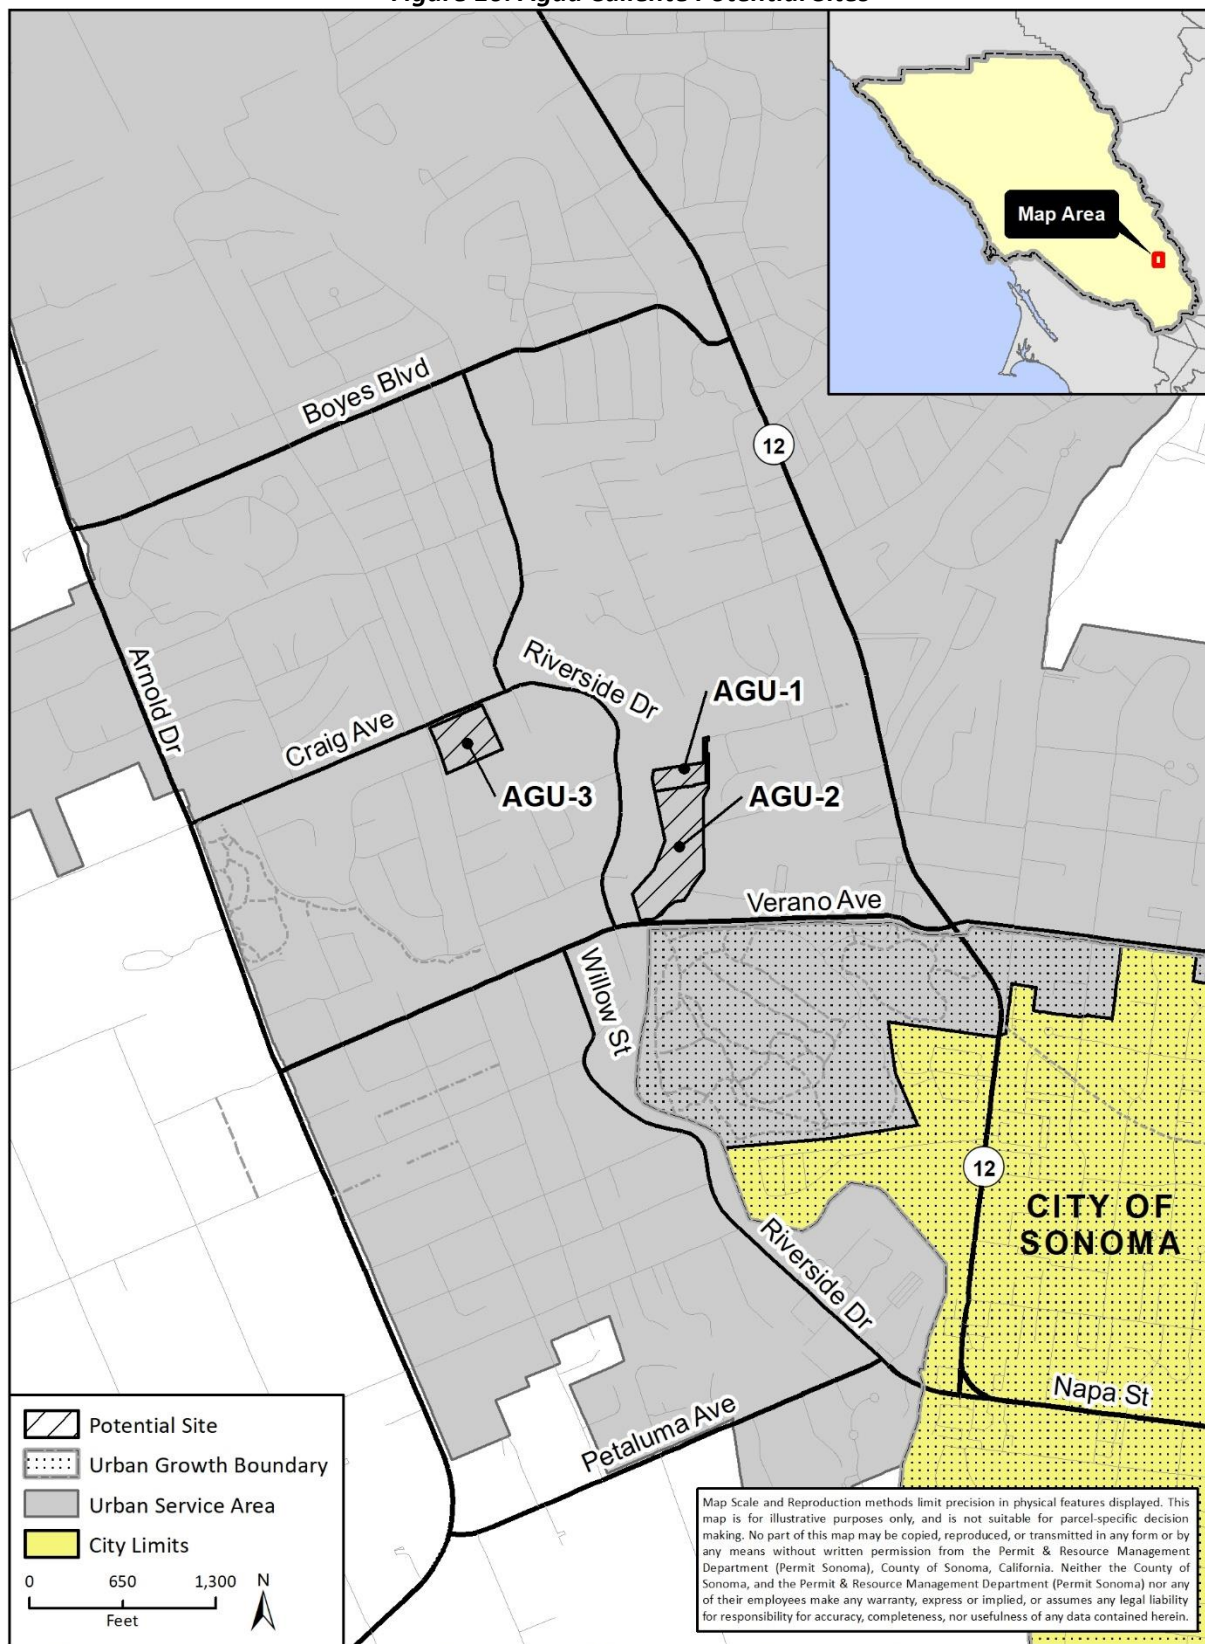 Map Area
Boyes Blvd
12
Arnold Dr
Riverside Dr
Craig Ave
AGU-1
AGU-3
AGU-2
Verano Ave
Willow St
12
CITY OF
SONOMA
Riverside Dr
Napa St
Petaluma Ave
Potential Site
Urban Growth Boundary
Urban Service Area
City Limits
0 650 1,300 N
Feet
Map Scale and Reproduction methods limit precision in physical features displayed. This
map is for illustrative purposes only, and is not suitable for parcel-specific decision
making. No part of this map may be copied, reproduced, or transmitted in any form or by
any means without written permission from the Permit & Resource Management
Department (Permit Sonoma), County of Sonoma, California. Neither the County of
Sonoma, and the Permit & Resource Management Department (Permit Sonoma) nor any
of their employees make any warranty, express or implied, or assumes any legal liability
for responsibility for accuracy, completeness, nor usefulness of any data contained herein.